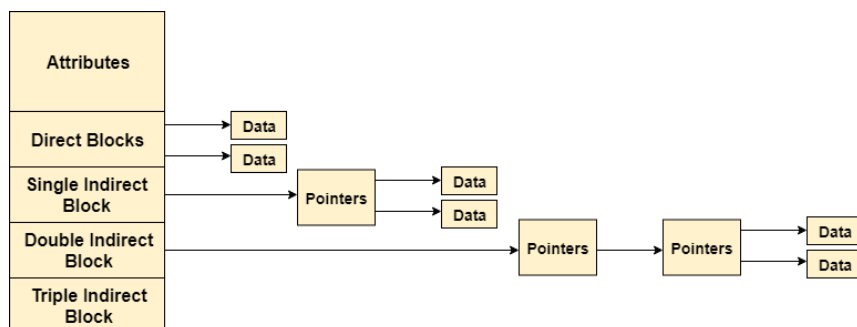 Attributes
Direct Blocks
Data
Data
Single Indirect
Block
Pointers
Data
Data
Double Indirect
Block
Pointers
Pointers
Data
Data
Triple Indirect
Block